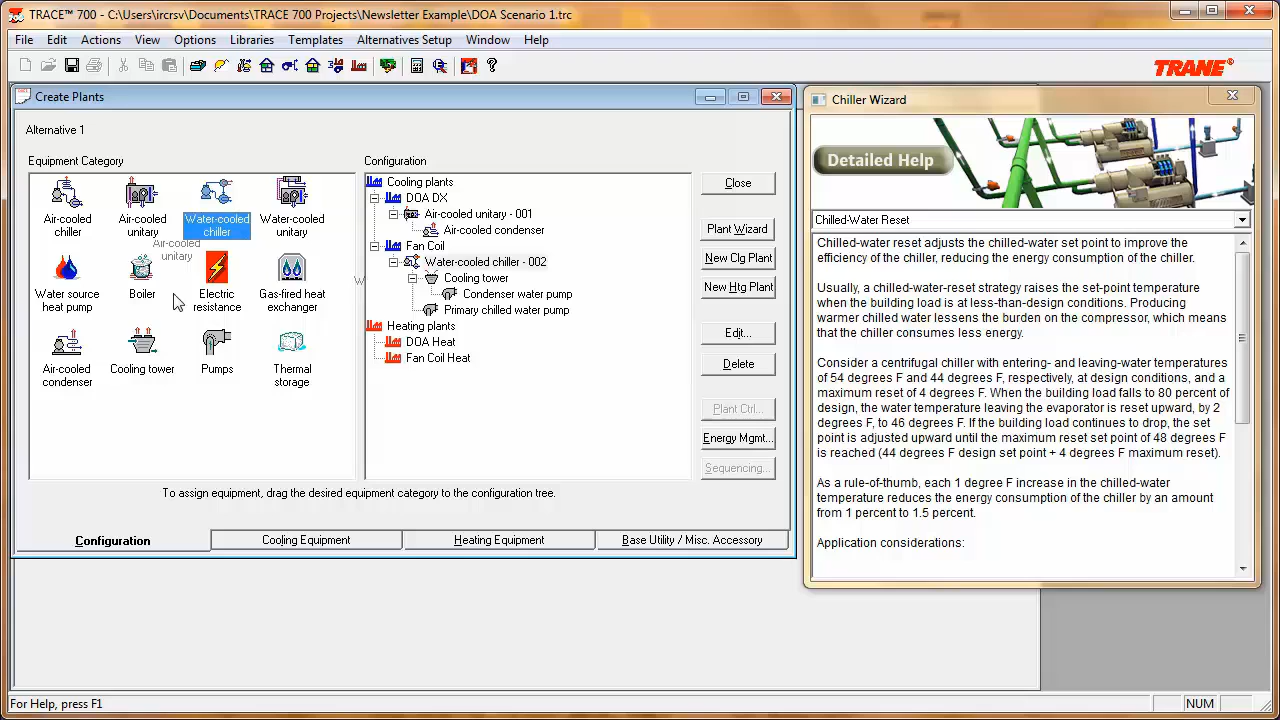 TRACE™ 700 - C:\Users\ircrsv\Documents\TRACE 700 Projects\Newsletter Example\DOA Scenario 1.trc
File Edit Actions View Options Libraries Templates Alternatives Setup Window Help
TRANE®
Create Plants
Alternative 1
Equipment Category
Air-cooled chiller
Air-cooled unitary
Water-cooled chiller
Water-cooled unitary
Air-cooled unitary
Water source heat pump
Boiler
Electric resistance
Gas-fired heat exchanger
W
Air-cooled condenser
Cooling tower
Pumps
Thermal storage
Configuration
Cooling plants
DOA DX
Air-cooled unitary - 001
Air-cooled condenser
Fan Coil
Water-cooled chiller - 002
Cooling tower
Condenser water pump
Primary chilled water pump
Heating plants
DOA Heat
Fan Coil Heat
Close
Plant Wizard
New Clg Plant
New Htg Plant
Edit...
Delete
Plant Ctrl...
Energy Mgmt...
Sequencing...
To assign equipment, drag the desired equipment category to the configuration tree.
Configuration Cooling Equipment Heating Equipment Base Utility / Misc. Accessory
Chiller Wizard
Detailed Help
Chilled-Water Reset
Chilled-water reset adjusts the chilled-water set point to improve the
efficiency of the chiller, reducing the energy consumption of the chiller.
Usually, a chilled-water-reset strategy raises the set-point temperature
when the building load is at less-than-design conditions. Producing
warmer chilled water lessens the burden on the compressor, which means
that the chiller consumes less energy.
Consider a centrifugal chiller with entering- and leaving-water temperatures
of 54 degrees F and 44 degrees F, respectively, at design conditions, and a
maximum reset of 4 degrees F. When the building load falls to 80 percent of
design, the water temperature leaving the evaporator is reset upward, by 2
degrees F, to 46 degrees F. If the building load continues to drop, the set
point is adjusted upward until the maximum reset set point of 48 degrees F
is reached (44 degrees F design set point + 4 degrees F maximum reset).
As a rule-of-thumb, each 1 degree F increase in the chilled-water
temperature reduces the energy consumption of the chiller by an amount
from 1 percent to 1.5 percent.
Application considerations:
For Help, press F1
NUM